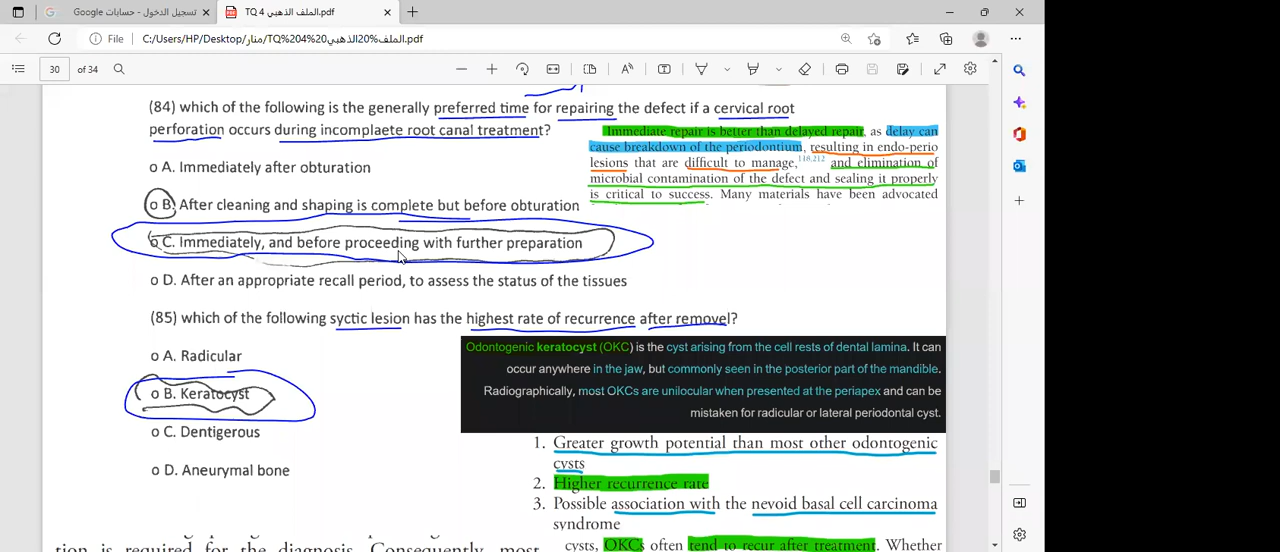 تسجيل الدخول - حسابات Google
TQ 4 الملف الذهبي.pdf
File
C:/Users/HP/Desktop/منار/TQ%204%20الملف%20الذهبي.pdf
30 of 34
(84) which of the following is the generally preferred time for repairing the defect if a cervical root
perforation occurs during incomplaete root canal treatment?
o A. Immediately after obturation
o B. After cleaning and shaping is complete but before obturation
o C. Immediately, and before proceeding with further preparation
o D. After an appropriate recall period, to assess the status of the tissues
Immediate repair is better than delayed repair, as delay can
cause breakdown of the periodontium, resulting in endo-perio
lesions that are difficult to manage,118,212 and elimination of
microbial contamination of the defect and sealing it properly
is critical to success. Many materials have been advocated
(85) which of the following syctic lesion has the highest rate of recurrence after removel?
o A. Radicular
o B. Keratocyst
o C. Dentigerous
o D. Aneurymal bone
Odontogenic keratocyst (OKC) is the cyst arising from the cell rests of dental lamina. It can
occur anywhere in the jaw, but commonly seen in the posterior part of the mandible.
Radiographically, most OKCs are unilocular when presented at the periapex and can be
mistaken for radicular or lateral periodontal cyst.
1. Greater growth potential than most other odontogenic
cysts
2. Higher recurrence rate
3. Possible association with the nevoid basal cell carcinoma
syndrome
tion is required for the diagnosis. Consequently, most
cysts, OKCs often tend to recur after treatment. Whether